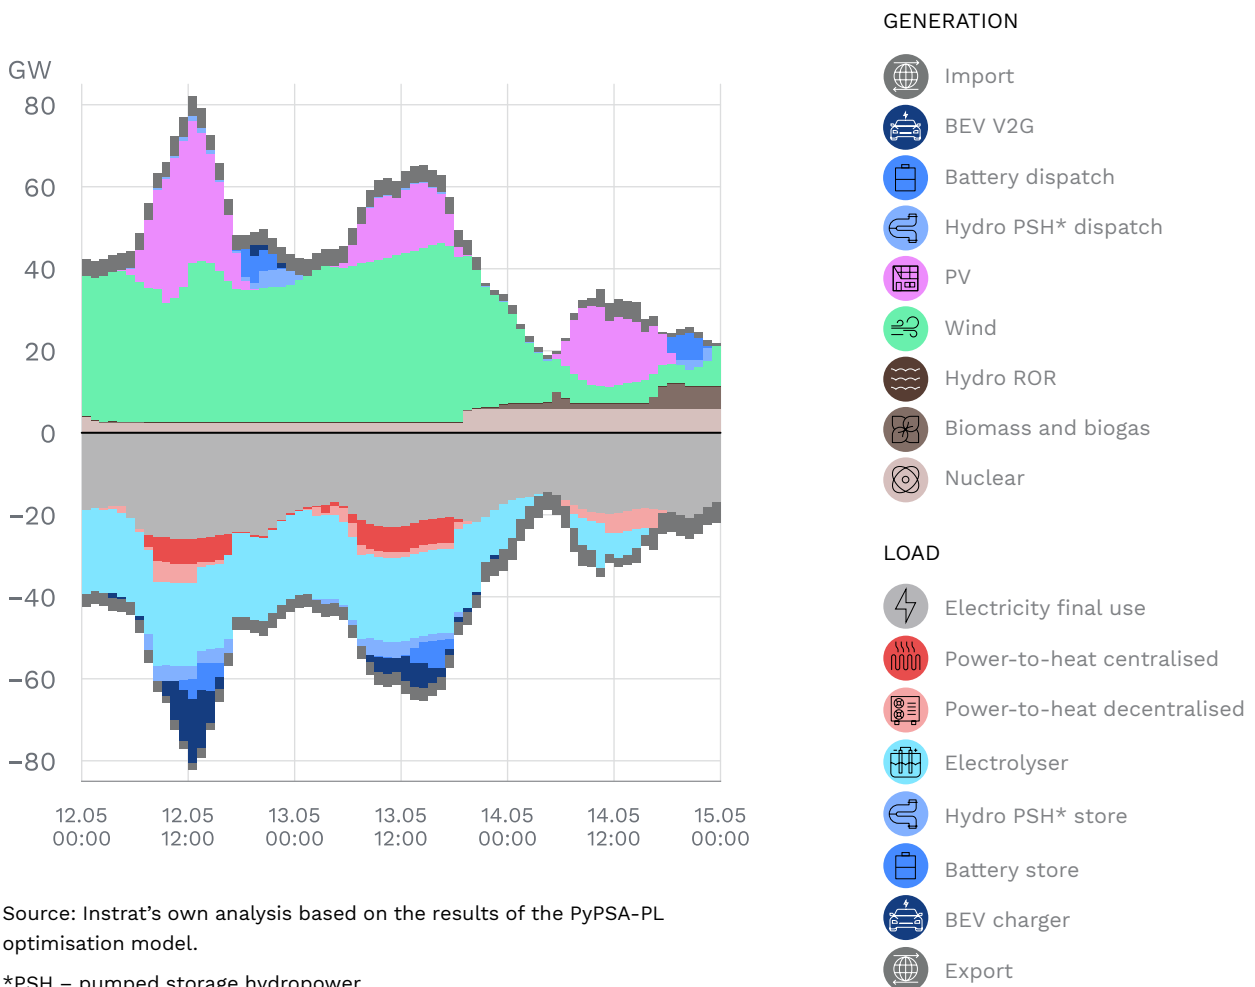 GENERATION
GW
80
60
40
20
0
−20
−40
−60
−80
12.05
00:00
12.05
12:00
13.05
00:00
13.05
12:00
14.05
00:00
14.05
12:00
15.05
00:00
Import
BEV V2G
Battery dispatch
Hydro PSH* dispatch
PV
Wind
Hydro ROR
Biomass and biogas
Nuclear
LOAD
Electricity final use
Power-to-heat centralised
Power-to-heat decentralised
Electrolyser
Hydro PSH* store
Battery store
BEV charger
Export
Source: Instrat’s own analysis based on the results of the PyPSA-PL
optimisation model.
*PSH – pumped storage hydropower